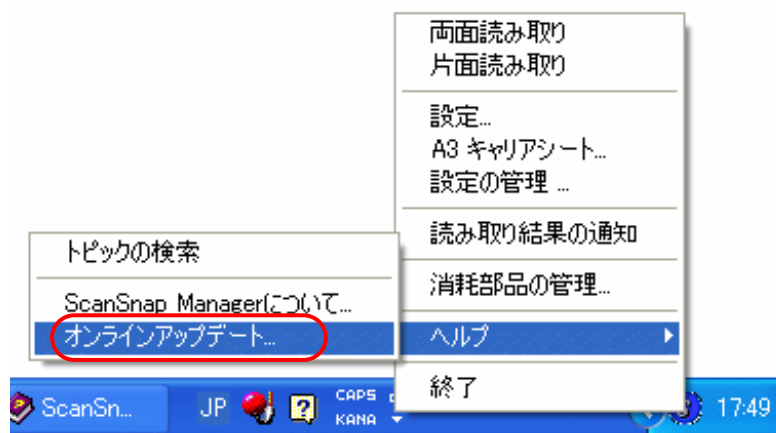 両面読み取り
片面読み取り
設定...
A3 キャリアシート...
設定の管理 ...
読み取り結果の通知
消耗部品の管理...
ヘルプ
終了
トピックの検索
ScanSnap Managerについて...
オンラインアップデート...
ScanSn...
JP
?
CAPS
KANA
17:49